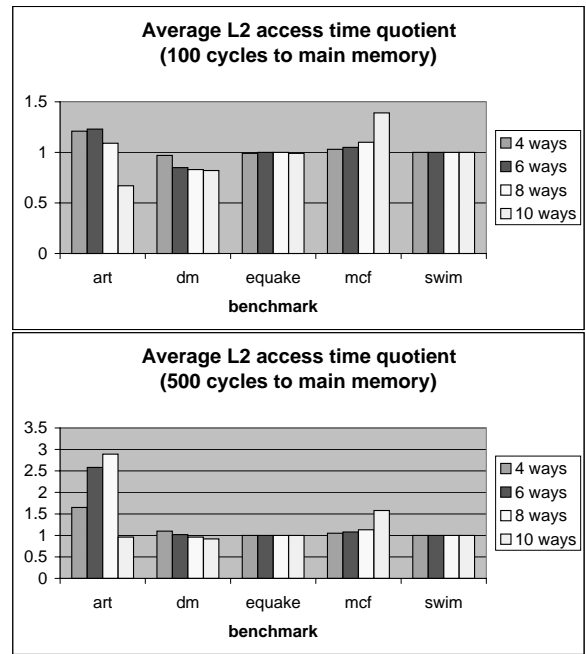 Average L2 access time quotient
(100 cycles to main memory)
1.5
1
0.5
0
art dm equake mcf swim
benchmark
4 ways
6 ways
8 ways
10 ways
Average L2 access time quotient
(500 cycles to main memory)
3.5
3
2.5
2
1.5
1
0.5
0
art dm equake mcf swim
benchmark
4 ways
6 ways
8 ways
10 ways